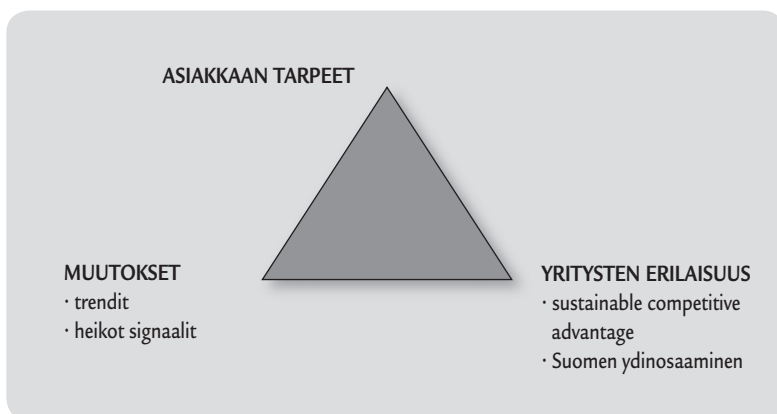 ASIAKKAAN TARPEET
MUUTOKSET
· trendit
· heikot signaalit
YRITYSTEN ERILAISUUS
· sustainable competitive
advantage
· Suomen ydinosaaminen